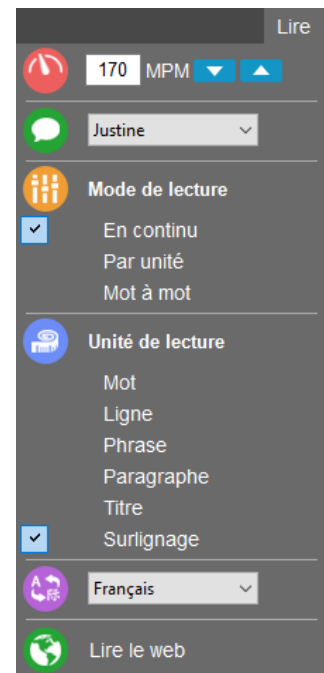 Lire
170 MPM
Justine
Mode de lecture
En continu
Par unité
Mot à mot
Unité de lecture
Mot
Ligne
Phrase
Paragraphe
Titre
Surlignage
Français
Lire le web